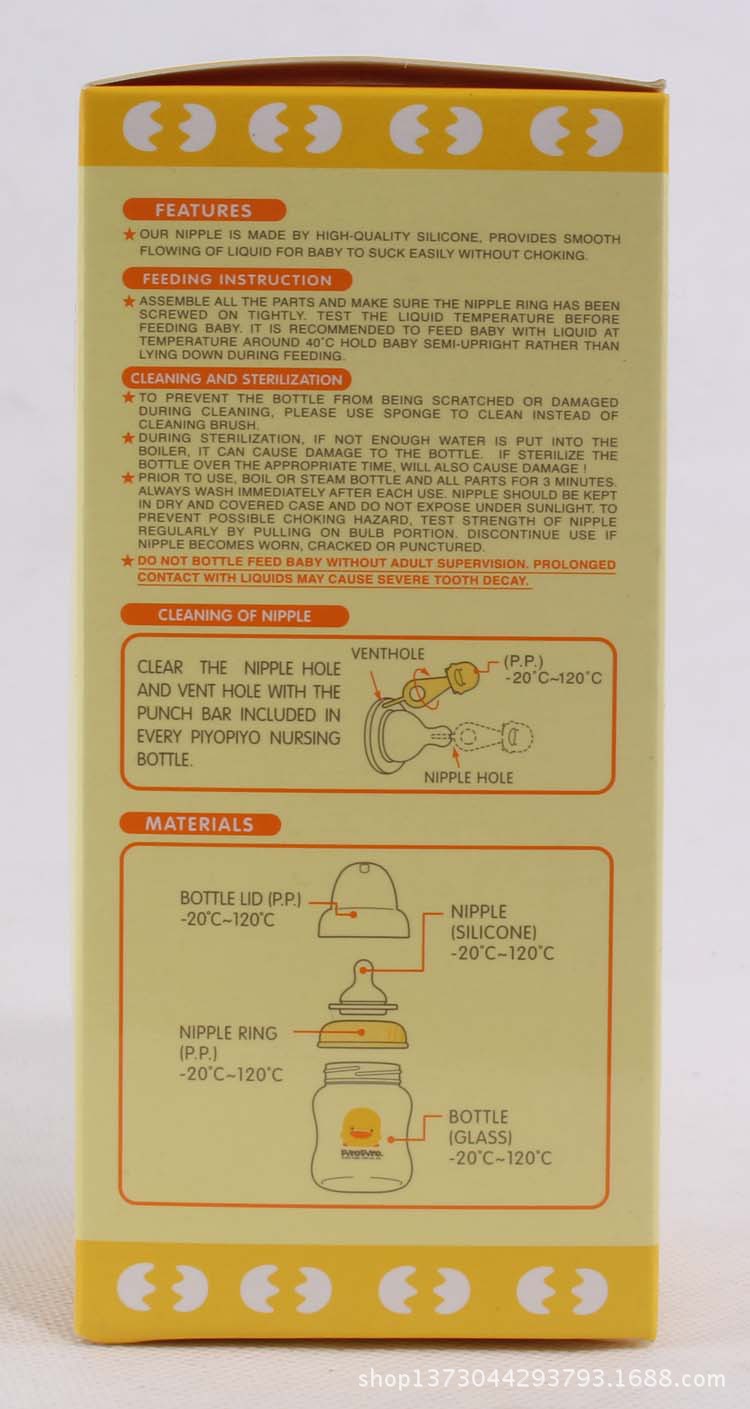 FEATURES
★ OUR NIPPLE IS MADE BY HIGH-QUALITY SILICONE, PROVIDES SMOOTH
FLOWING OF LIQUID FOR BABY TO SUCK EASILY WITHOUT CHOKING.
FEEDING INSTRUCTION
★ ASSEMBLE ALL THE PARTS AND MAKE SURE THE NIPPLE RING HAS BEEN
SCREWED ON TIGHTLY. TEST THE LIQUID TEMPERATURE BEFORE
FEEDING BABY. IT IS RECOMMENDED TO FEED BABY WITH LIQUID AT
TEMPERATURE AROUND 40°C HOLD BABY SEMI-UPRIGHT RATHER THAN
LYING DOWN DURING FEEDING.
CLEANING AND STERILIZATION
★ TO PREVENT THE BOTTLE FROM BEING SCRATCHED OR DAMAGED
DURING CLEANING, PLEASE USE SPONGE TO CLEAN INSTEAD OF
CLEANING BRUSH.
★ DURING STERILIZATION, IF NOT ENOUGH WATER IS PUT INTO THE
BOILER, IT CAN CAUSE DAMAGE TO THE BOTTLE. IF STERILIZE THE
BOTTLE OVER THE APPROPRIATE TIME, WILL ALSO CAUSE DAMAGE !
★ PRIOR TO USE, BOIL OR STEAM BOTTLE AND ALL PARTS FOR 3 MINUTES.
ALWAYS WASH IMMEDIATELY AFTER EACH USE. NIPPLE SHOULD BE KEPT
IN DRY AND COVERED CASE AND DO NOT EXPOSE UNDER SUNLIGHT. TO
PREVENT POSSIBLE CHOKING HAZARD, TEST STRENGTH OF NIPPLE
REGULARLY BY PULLING ON BULB PORTION. DISCONTINUE USE IF
NIPPLE BECOMES WORN, CRACKED OR PUNCTURED.
★ DO NOT BOTTLE FEED BABY WITHOUT ADULT SUPERVISION. PROLONGED
CONTACT WITH LIQUIDS MAY CAUSE SEVERE TOOTH DECAY.
CLEANING OF NIPPLE
CLEAR THE NIPPLE HOLE
AND VENT HOLE WITH THE
PUNCH BAR INCLUDED IN
EVERY PIYOPIYO NURSING
BOTTLE.
VENTHOLE
(P.P.)
-20°C~120°C
NIPPLE HOLE
MATERIALS
BOTTLE LID (P.P.)
-20°C~120°C
NIPPLE
(SILICONE)
-20°C~120°C
NIPPLE RING
(P.P.)
-20°C~120°C
BOTTLE
(GLASS)
-20°C~120°C
PiyoPiyo
shop1373044293793.1688.com